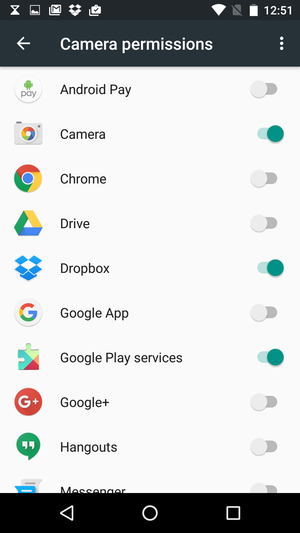 12:51
Camera permissions
pay
Android Pay
Camera
Chrome
Drive
Dropbox
G
Google App
Google Play services
G+
Google+
Hangouts
Messenger